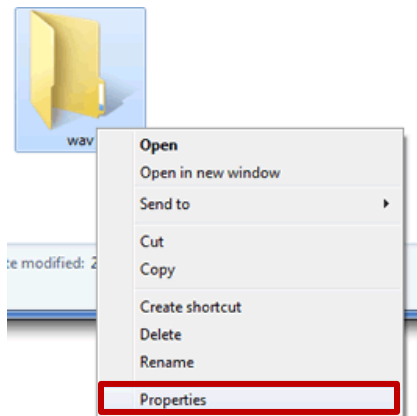 wav
Open
Open in new window
Send to
Cut
Copy
te modified: 2
Create shortcut
Delete
Rename
Properties